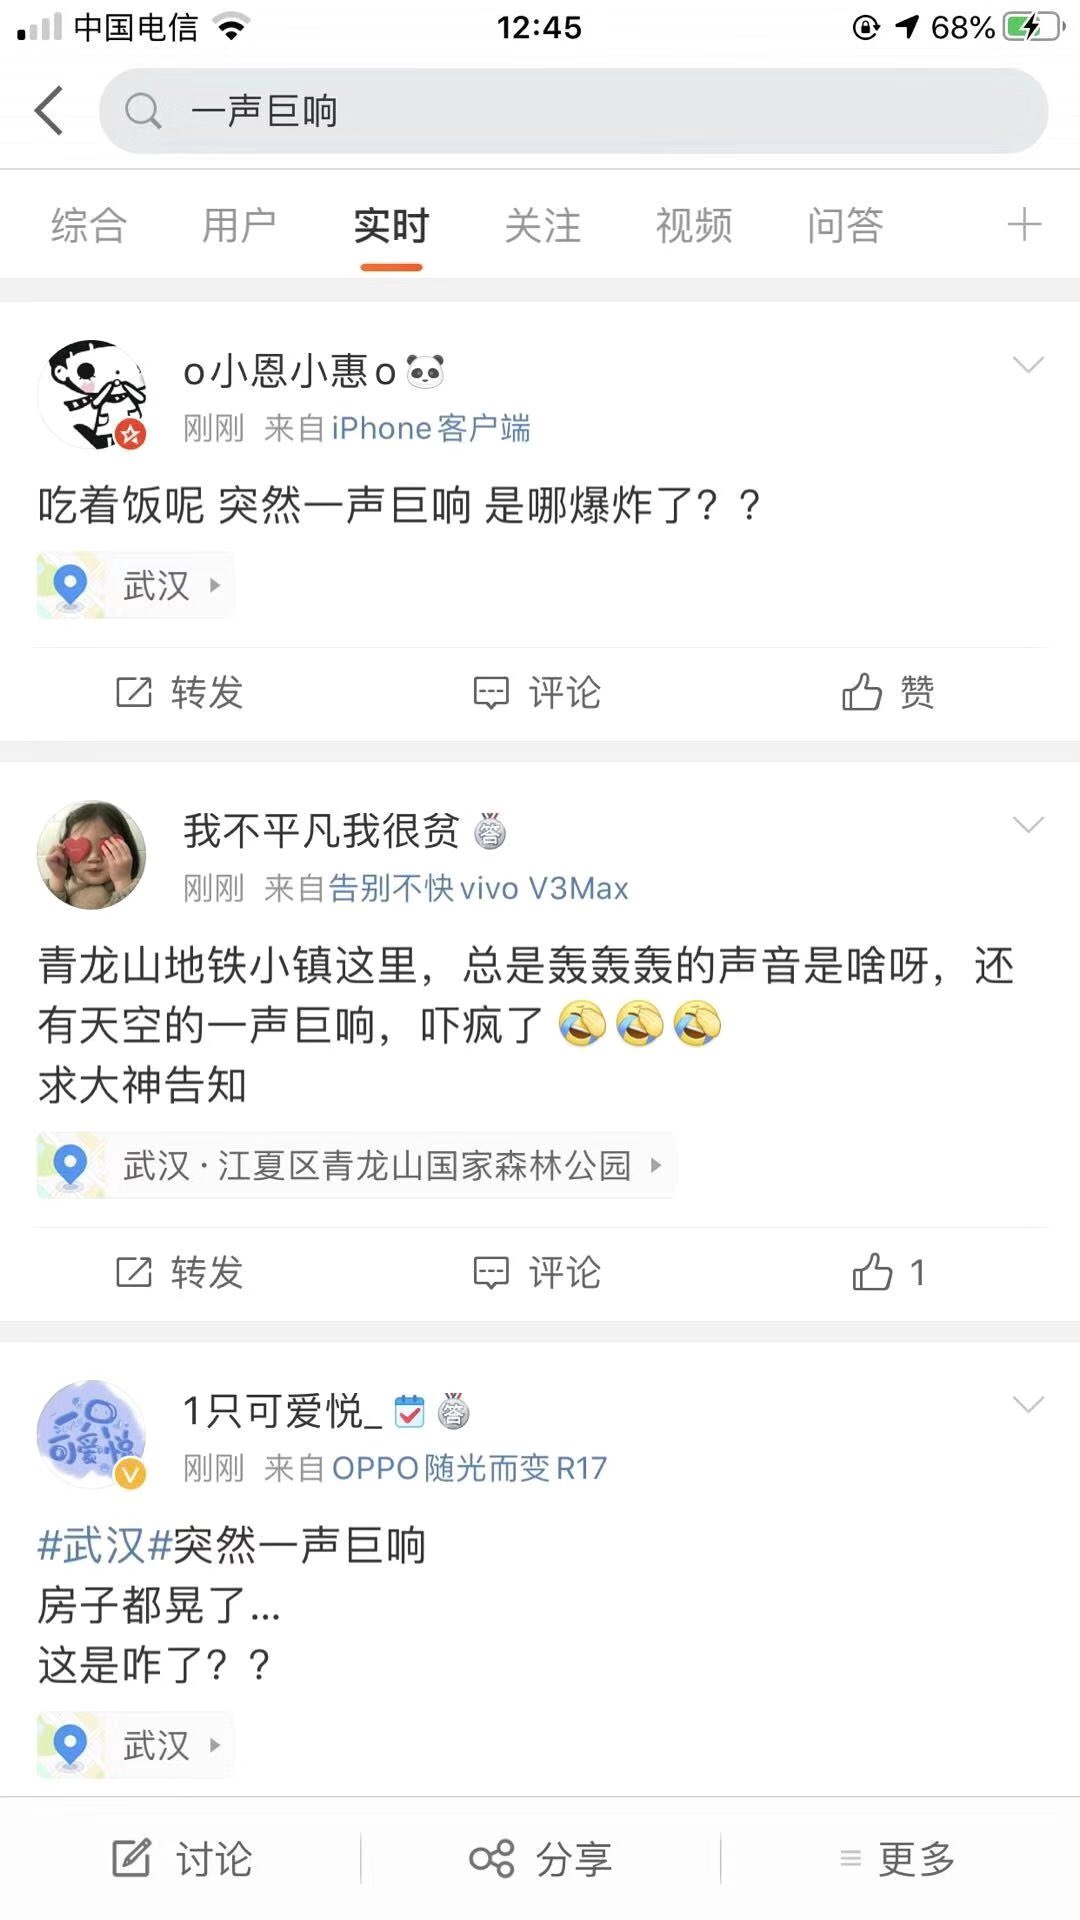 中国电信
12:45
68%
一声巨响
综合 用户 实时 关注 视频 问答
o小恩小惠o
刚刚 来自iPhone客户端
吃着饭呢 突然一声巨响 是哪爆炸了？？
武汉
转发 评论 赞
我不平凡我很贫 答
刚刚 来自告别不快vivo V3Max
青龙山地铁小镇这里，总是轰轰轰的声音是啥呀，还
有天空的一声巨响，吓疯了
求大神告知
武汉·江夏区青龙山国家森林公园
转发 评论 1
一只
可爱悦
V
1只可爱悦_ 答
刚刚 来自OPPO随光而变R17
#武汉#突然一声巨响
房子都晃了...
这是咋了？？
武汉
讨论 分享 更多